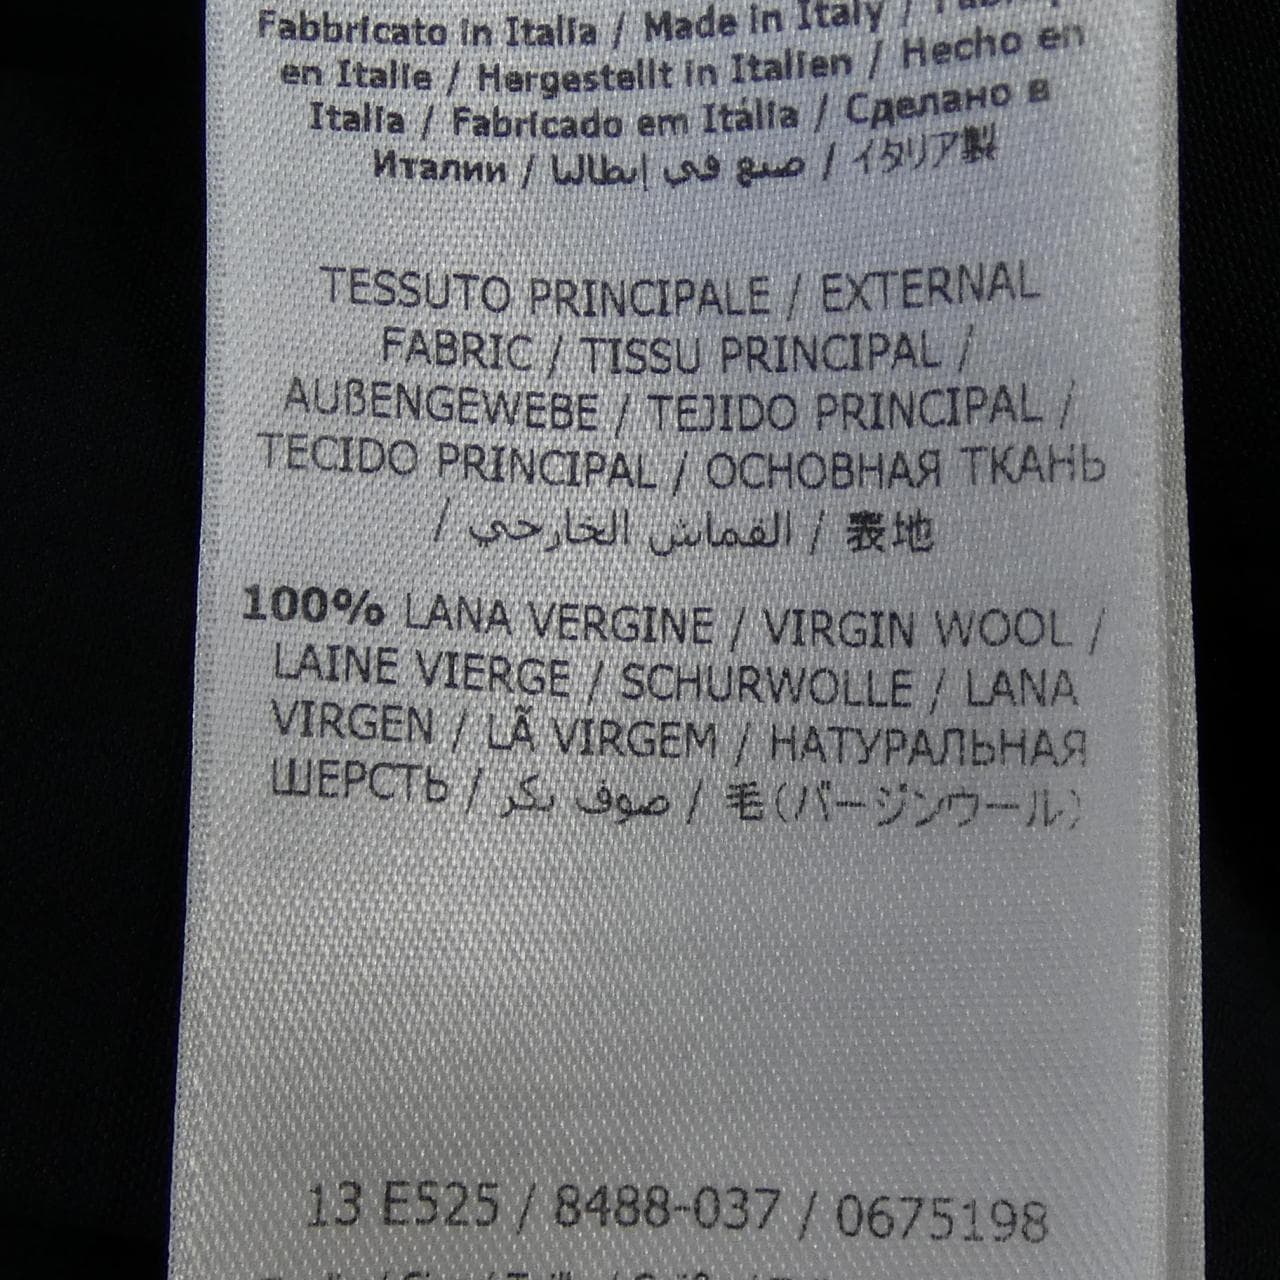 Fabbricato in Italia / Made in Italy /
en Italie / Hergestellt in Italien / Hecho en
Italia / Fabricado em Itália / Сделано в
Италии / صنع في إيطاليا / イタリア製
TESSUTO PRINCIPALE / EXTERNAL
FABRIC / TISSU PRINCIPAL /
AUßENGEWEBE / TEJIDO PRINCIPAL /
TECIDO PRINCIPAL / ОСНОВНАЯ ТКАНЬ
/ القماش الخارجي / 表地
100% LANA VERGINE / VIRGIN WOOL /
LAINE VIERGE / SCHURWOLLE / LANA
VIRGEN / LÃ VIRGEM / НАТУРАЛЬНАЯ
ШЕРСТЬ / صوف بكر / 毛(バージンウール)
13 E525 / 8488-037 / 0675198